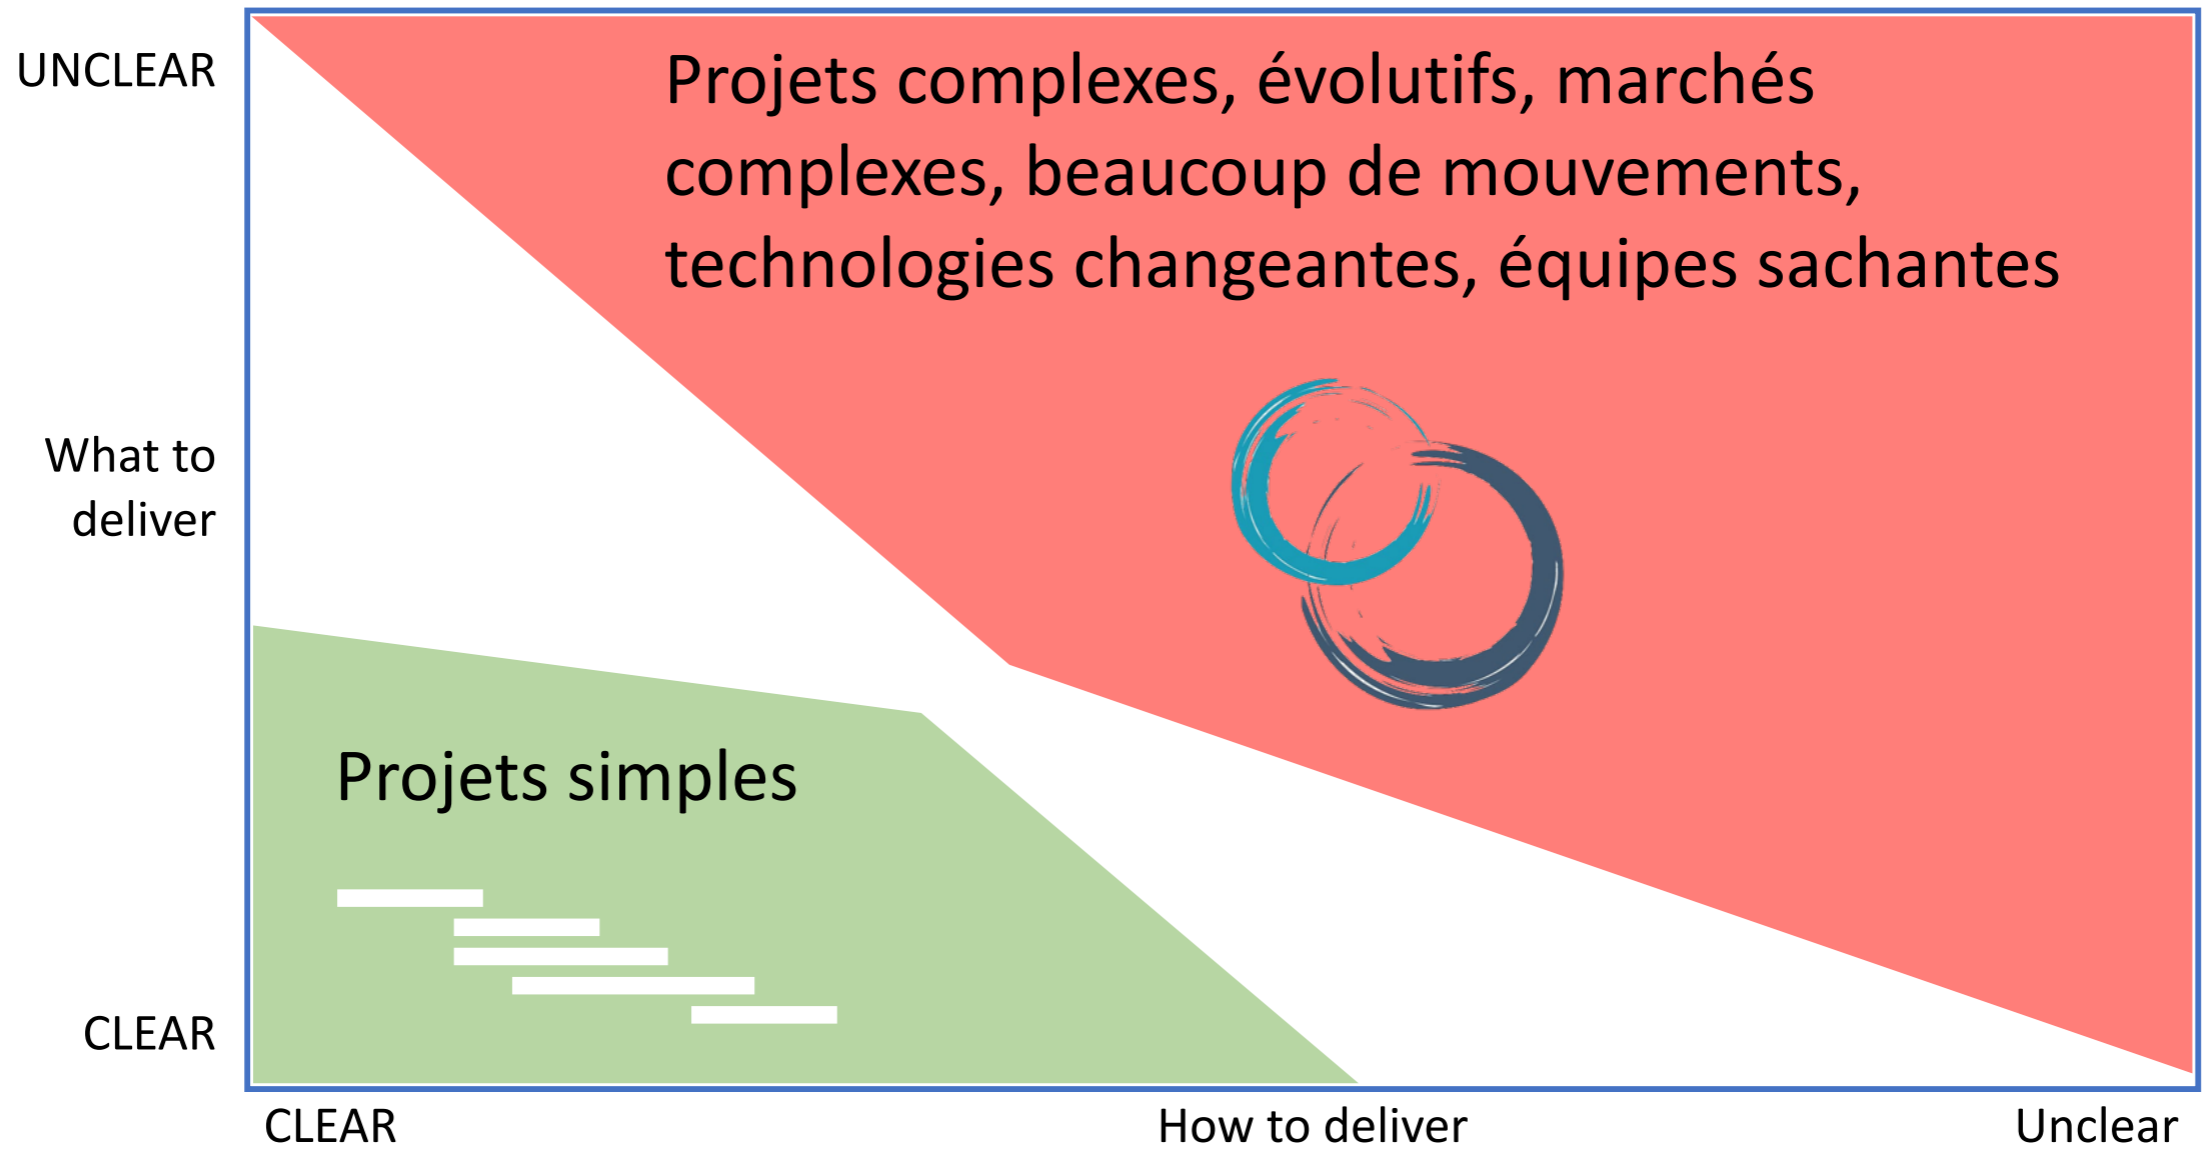 UNCLEAR
Projets complexes, évolutifs, marchés
complexes, beaucoup de mouvements,
technologies changeantes, équipes sachantes
What to
deliver
Projets simples
CLEAR
CLEAR
How to deliver
Unclear